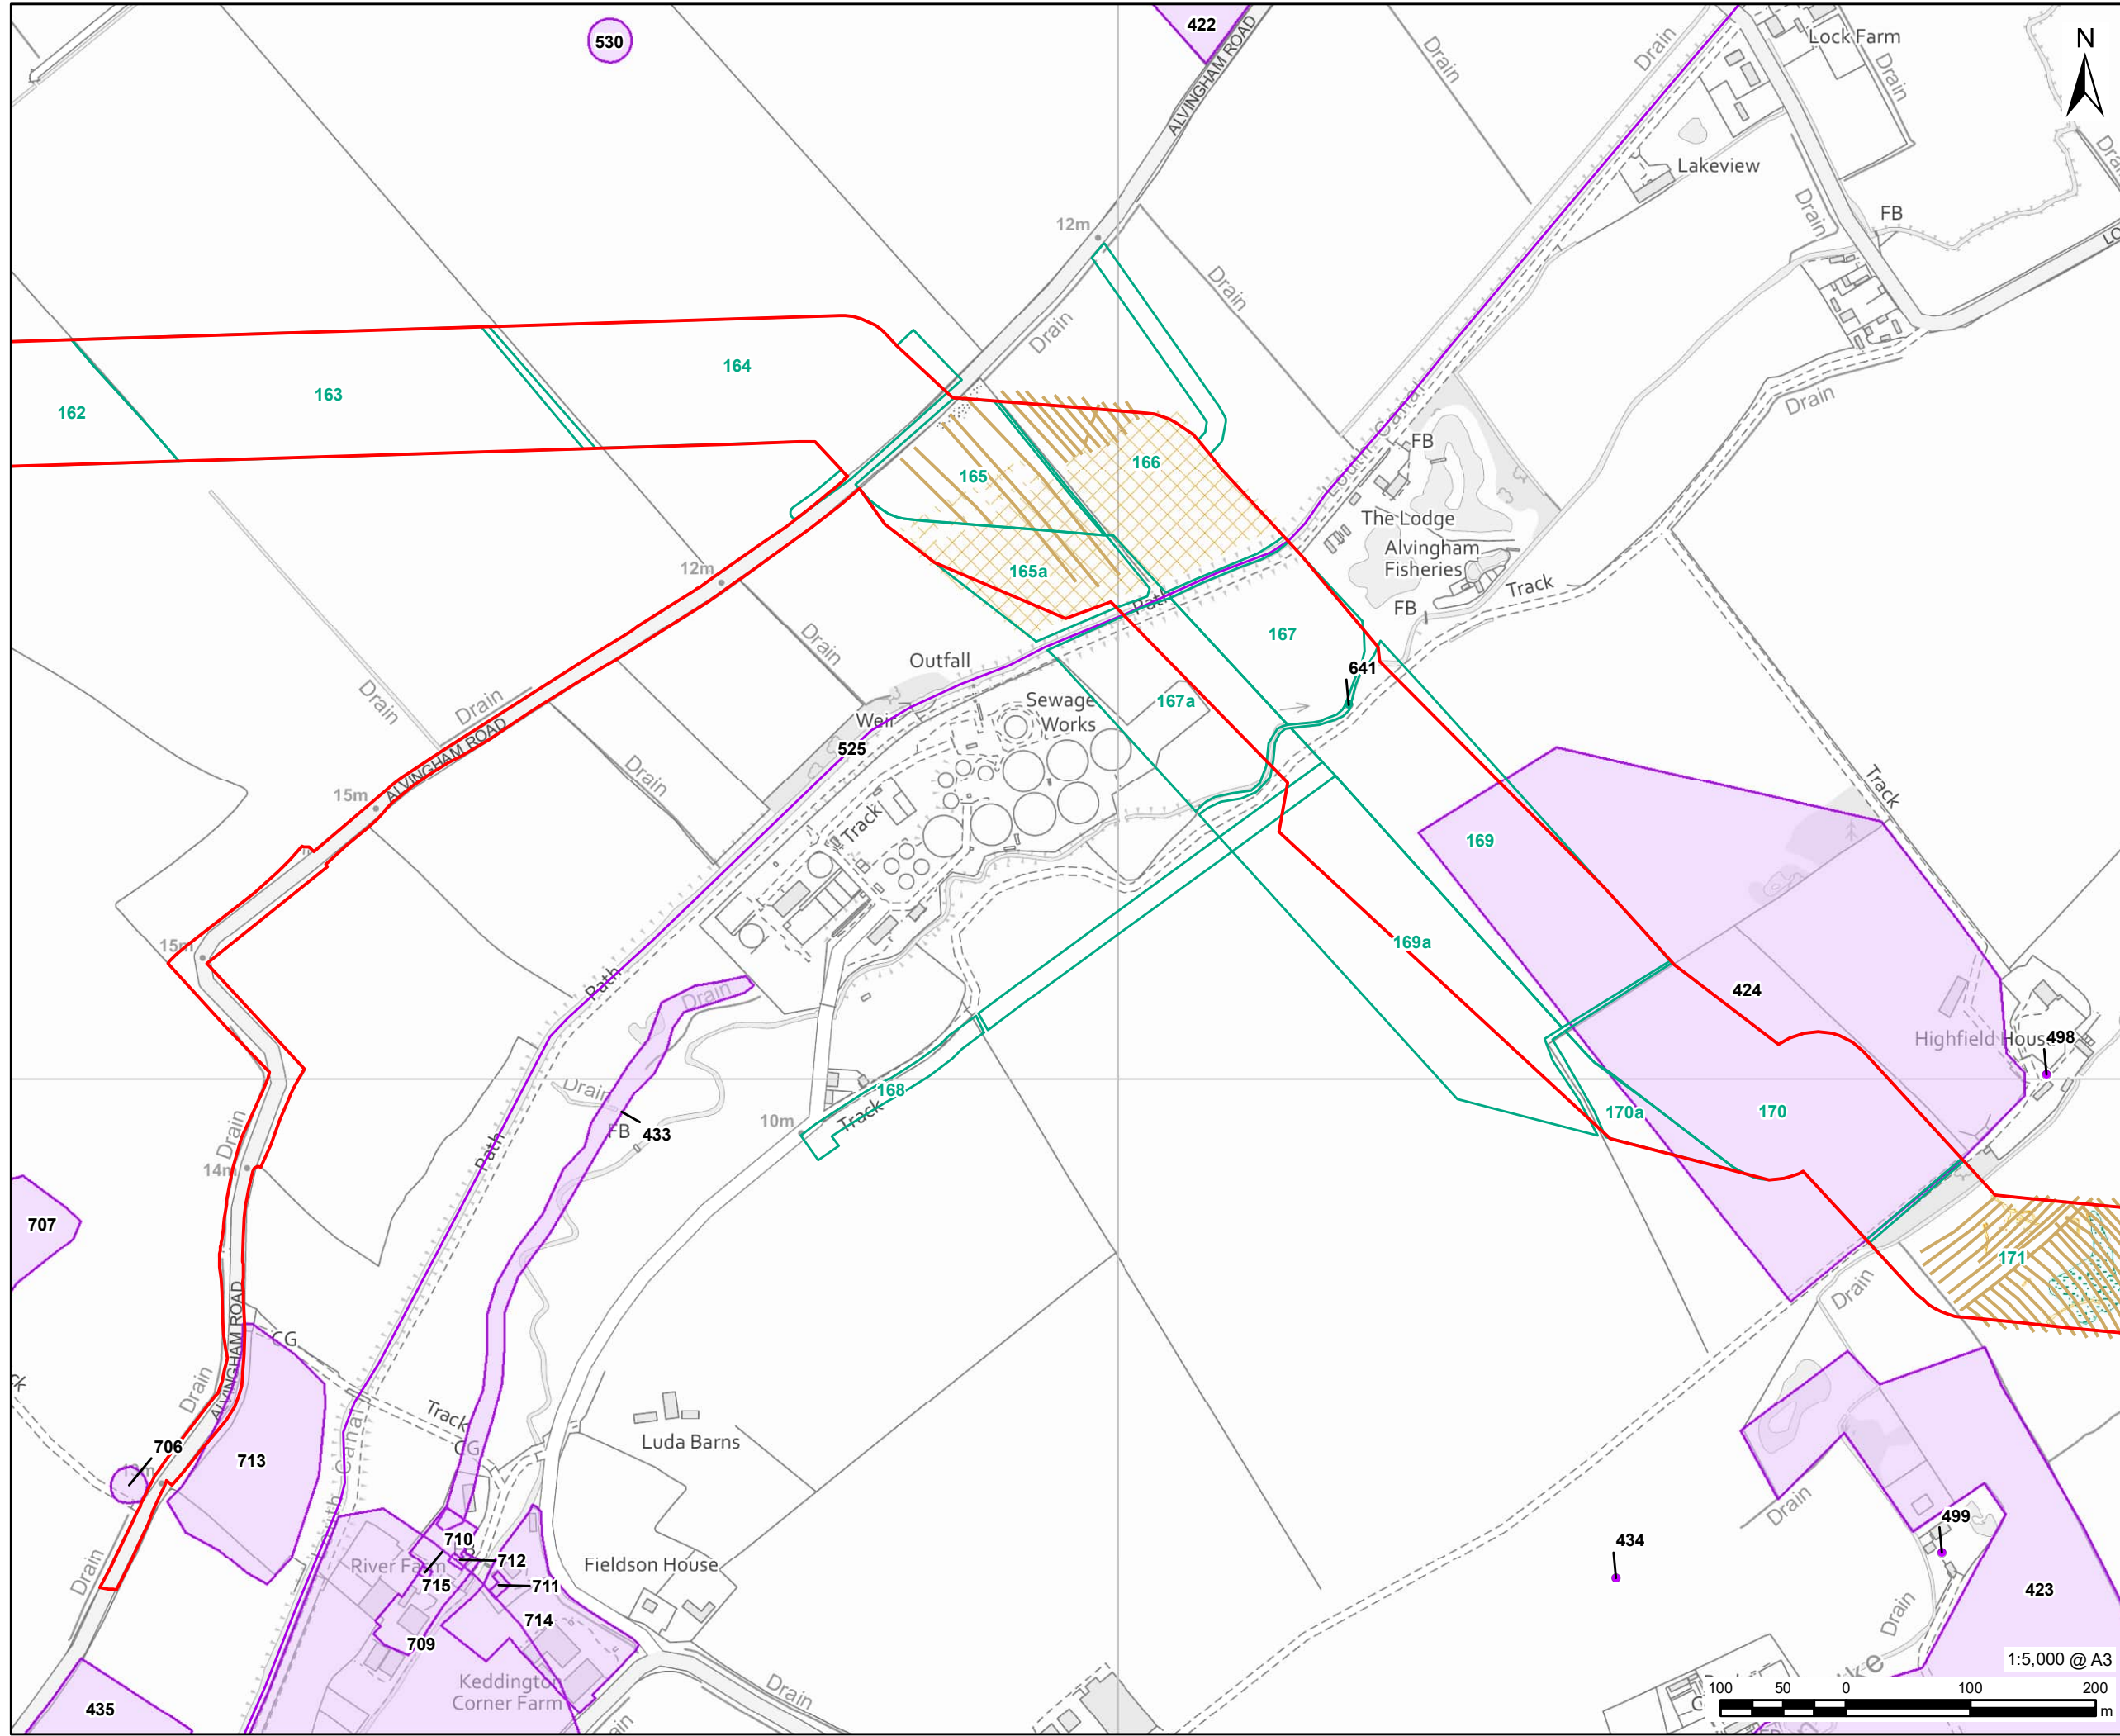 530
422
ALVINGHAM ROAD
Drain
Drain
Lock Farm
Drain
N
Lakeview
Drain
FB
12m
Drain
Drain
Drain
164
163
162
165
166
165a
FB
The Lodge
Alvingham
Fisheries
FB
Track
Path
167
641
12m
Drain
Outfall
Weir
525
Sewage
Works
167a
Drain
Drain
ALVINGHAM ROAD
15m
Drain
Track
169
Track
15m
Path
Drain
169a
424
Highfield House
498
Drain
FB
433
10m
Track
168
170a
170
Path
Drain
14m
707
171
Drain
ALVINGHAM ROAD
CG
Drain
Track
CG
Canal
706
713
Luda Barns
Drain
499
434
423
710
712
River Farm
715
711
714
709
Fieldson House
Keddington
Corner Farm
Drain
Drain
Drain
435
1:5,000 @ A3
100 50 0 100 200
m